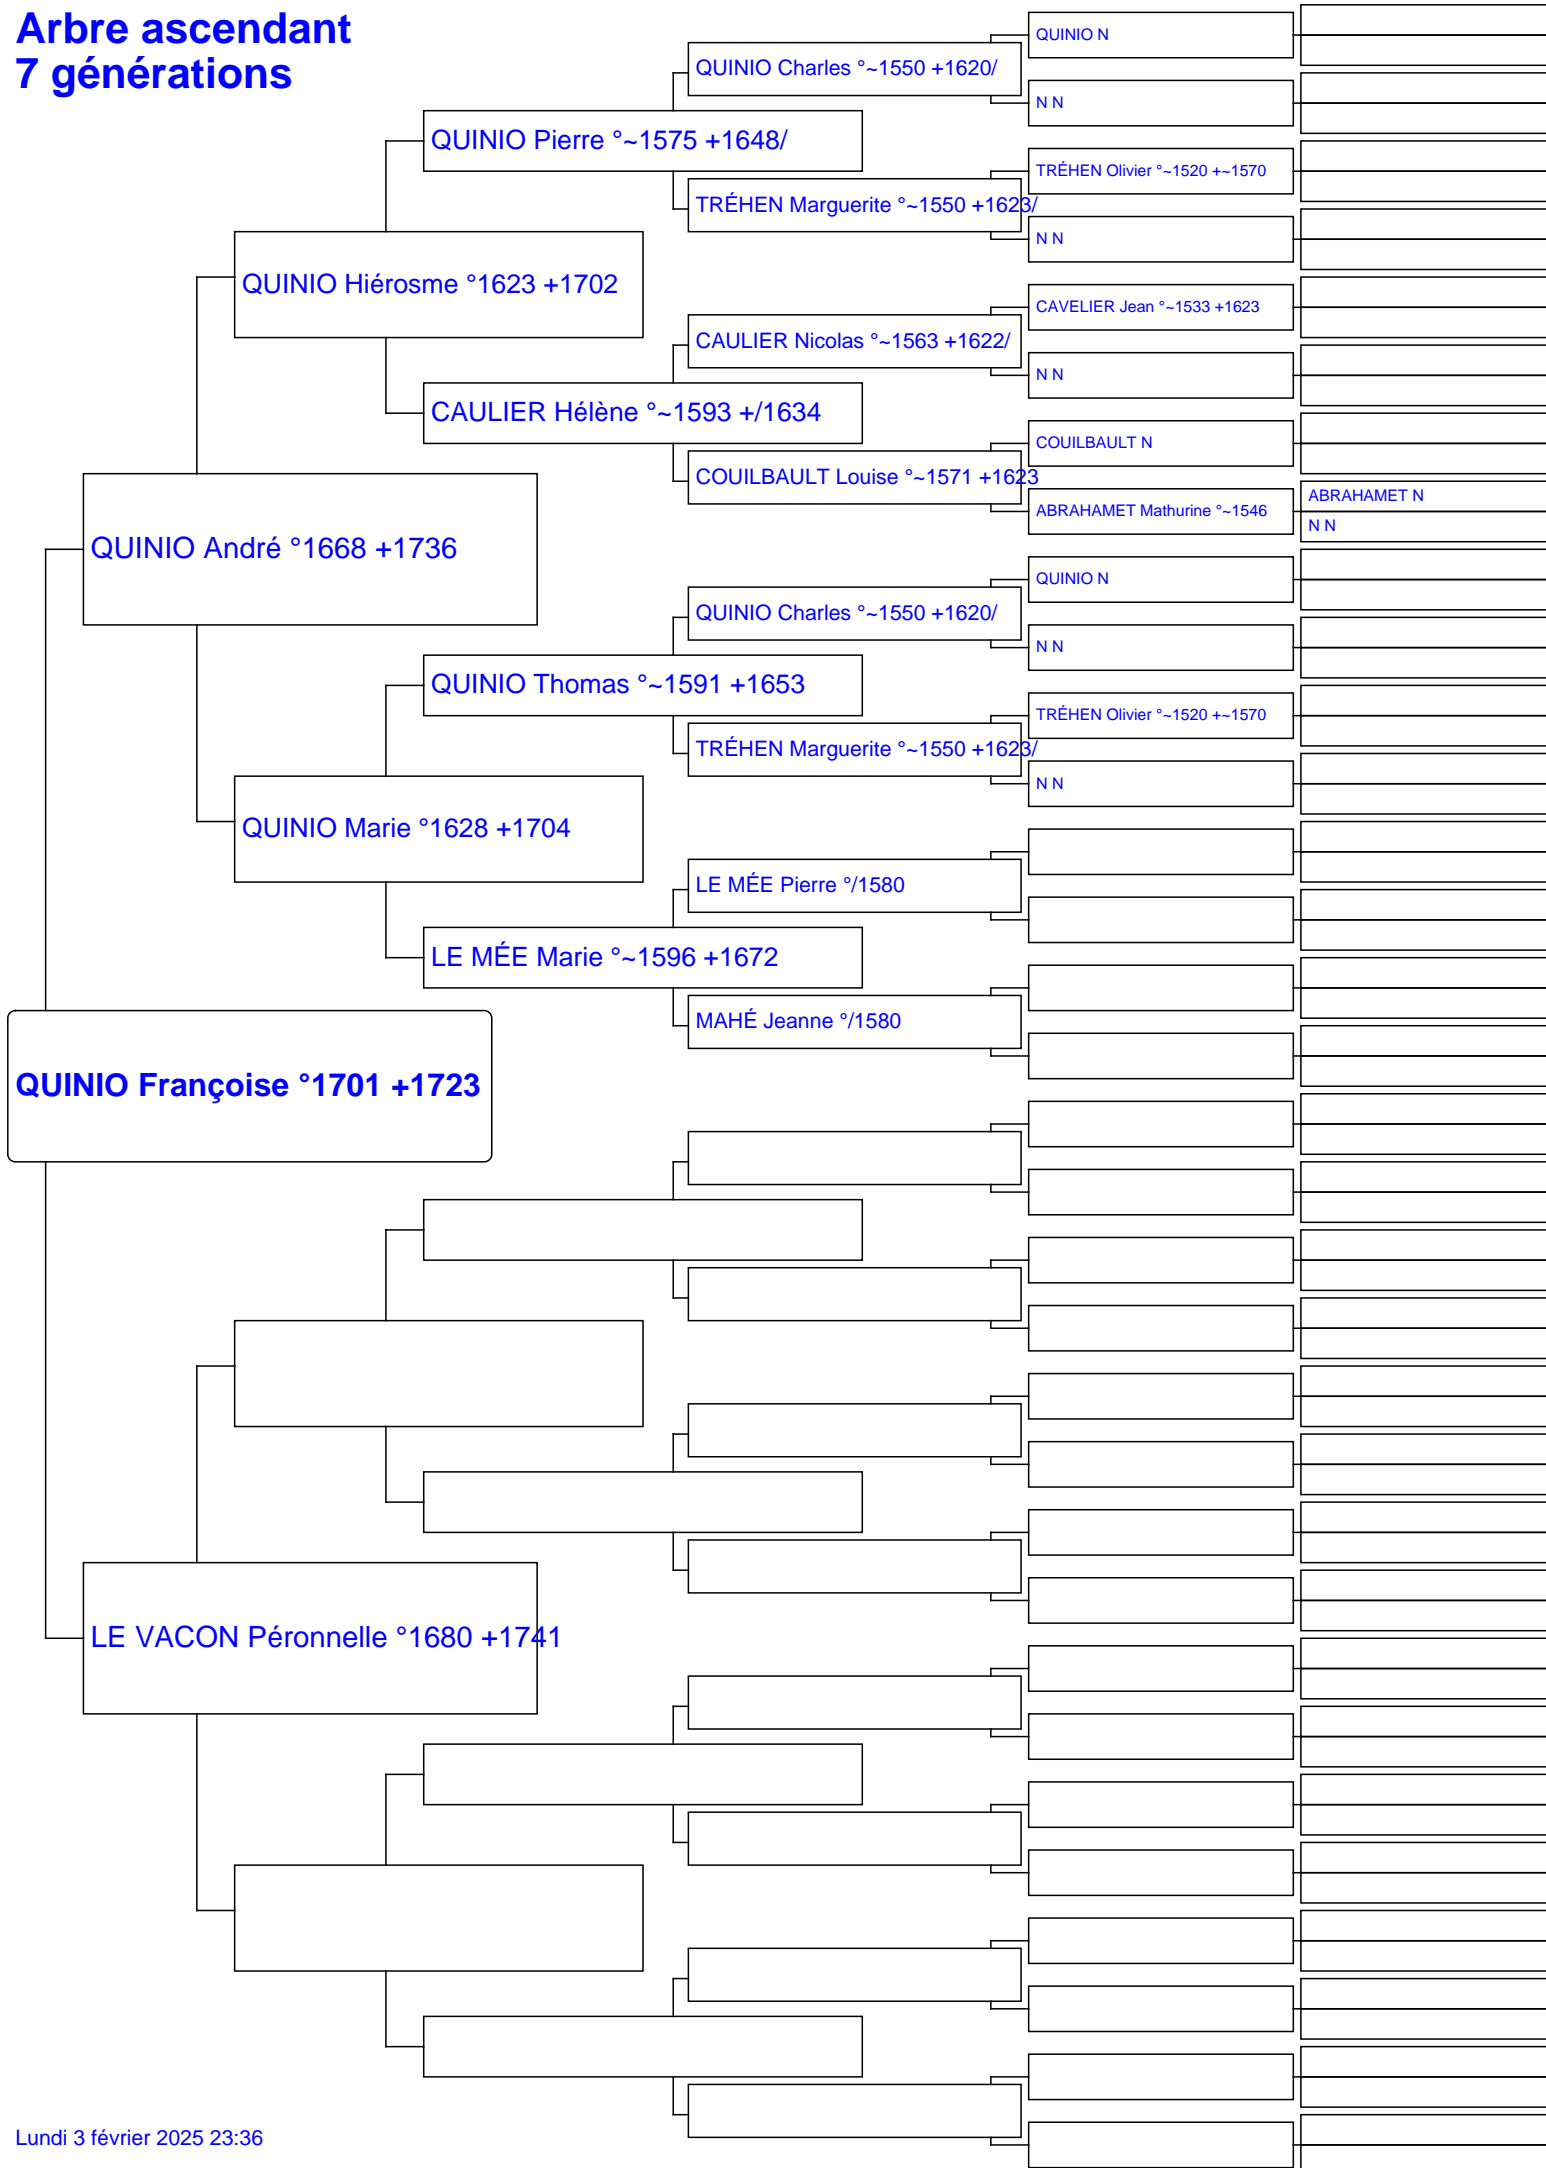 Arbre ascendant
7 générations
QUINIO N
QUINIO Charles °~1550 +1620/
N N
QUINIO Pierre °~1575 +1648/
TRÉHEN Olivier °~1520 +~1570
TRÉHEN Marguerite °~1550 +1623/
N N
QUINIO Hiérosme °1623 +1702
CAVELIER Jean °~1533 +1623
CAULIER Nicolas °~1563 +1622/
N N
CAULIER Hélène °~1593 +/1634
COUILBAULT N
COUILBAULT Louise °~1571 +1623
ABRAHAMET N
ABRAHAMET Mathurine °~1546
N N
QUINIO André °1668 +1736
QUINIO N
QUINIO Charles °~1550 +1620/
N N
QUINIO Thomas °~1591 +1653
TRÉHEN Olivier °~1520 +~1570
TRÉHEN Marguerite °~1550 +1623/
N N
QUINIO Marie °1628 +1704
LE MÉE Pierre °/1580
LE MÉE Marie °~1596 +1672
MAHÉ Jeanne °/1580
QUINIO Françoise °1701 +1723
LE VACON Péronnelle °1680 +1741
Lundi 3 février 2025 23:36